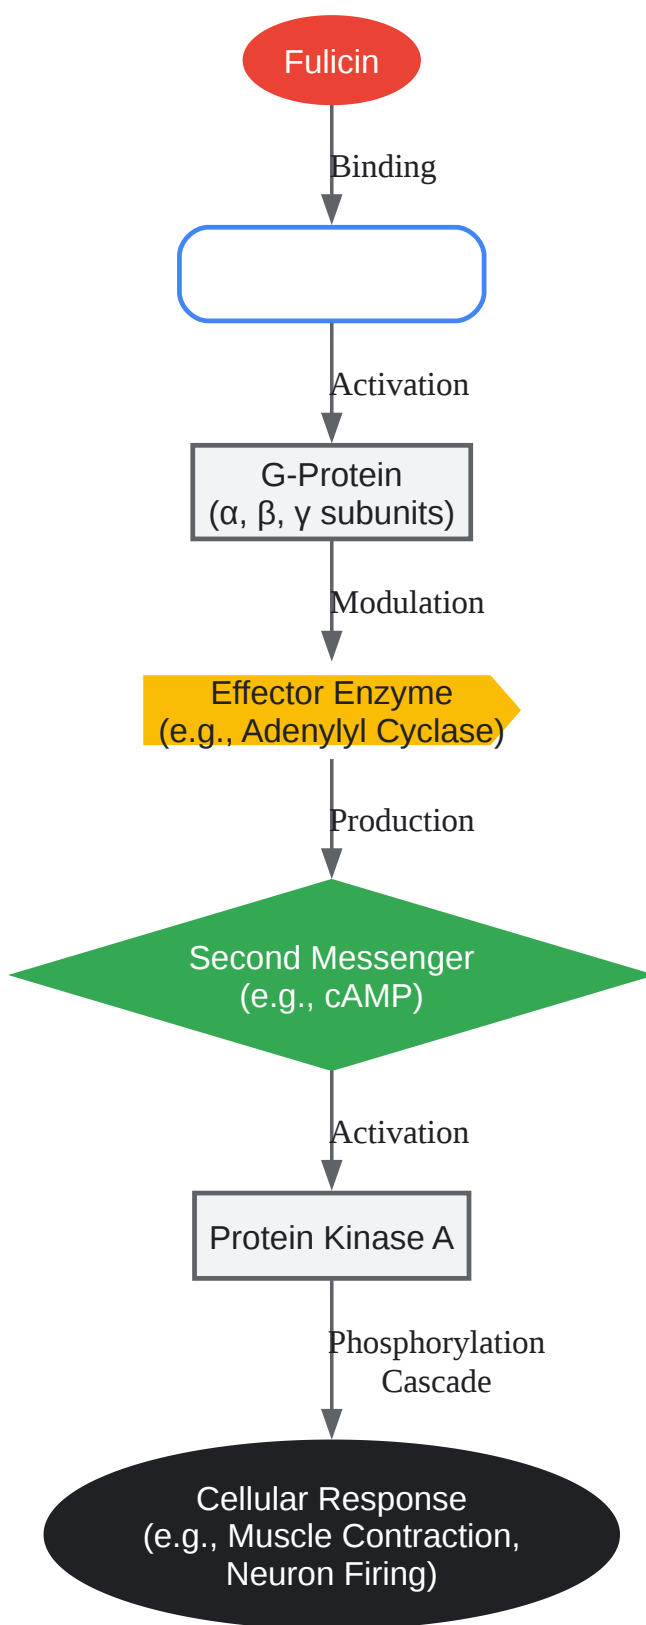 Fulicin
Binding
Activation
G-Protein
(α, β, γ subunits)
Modulation
Effector Enzyme
(e.g., Adenylyl Cyclase)
Production
Second Messenger
(e.g., cAMP)
Activation
Protein Kinase A
Phosphorylation
Cascade
Cellular Response
(e.g., Muscle Contraction,
Neuron Firing)